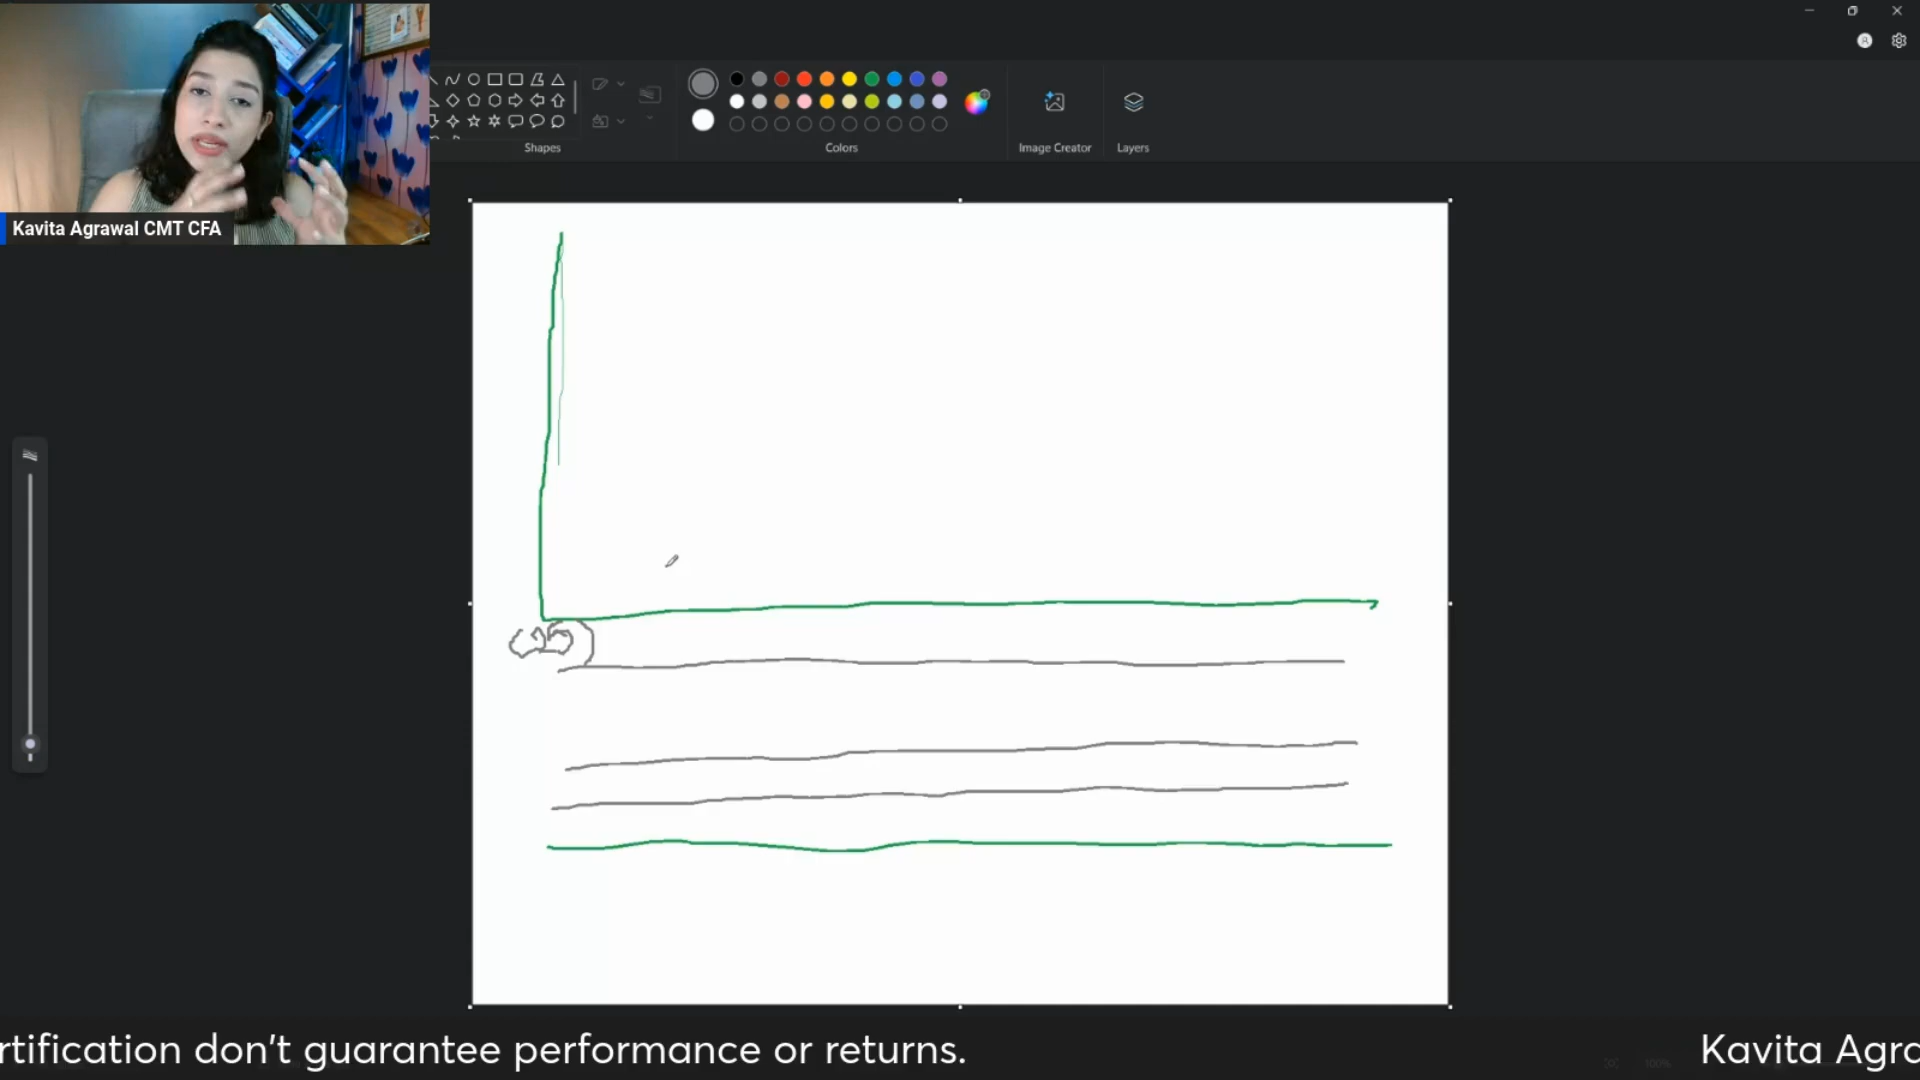 Kavita Agrawal CMT CFA
Shapes
Colors
Image Creator
Layers
rtification don't guarantee performance or returns.
Kavita Agra